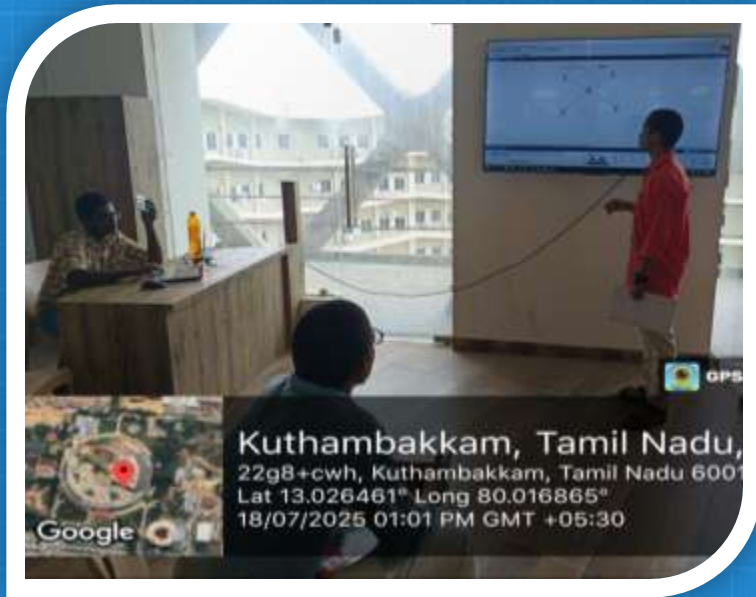 GPS
Kuthambakkam, Tamil Nadu,
22g8+cwh, Kuthambakkam, Tamil Nadu 6001
Lat 13.026461° Long 80.016865°
18/07/2025 01:01 PM GMT +05:30
Google